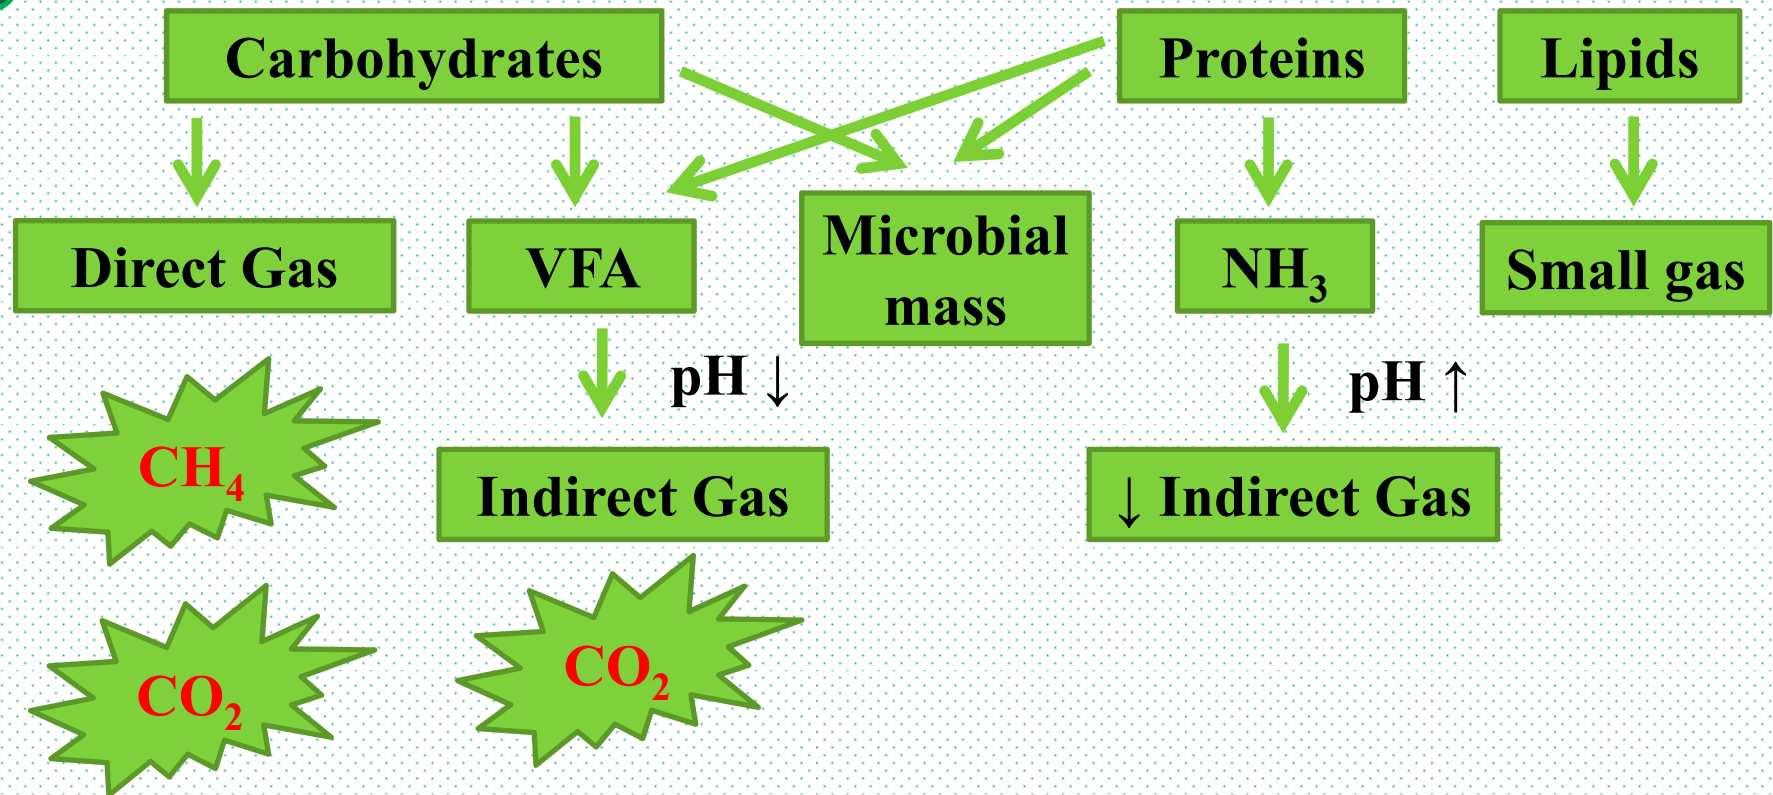 Carbohydrates
Proteins
Lipids
Direct Gas
VFA
Microbial
mass
NH₃
Small gas
pH ↓
pH ↑
CH₄
Indirect Gas
↓ Indirect Gas
CO₂
CO₂